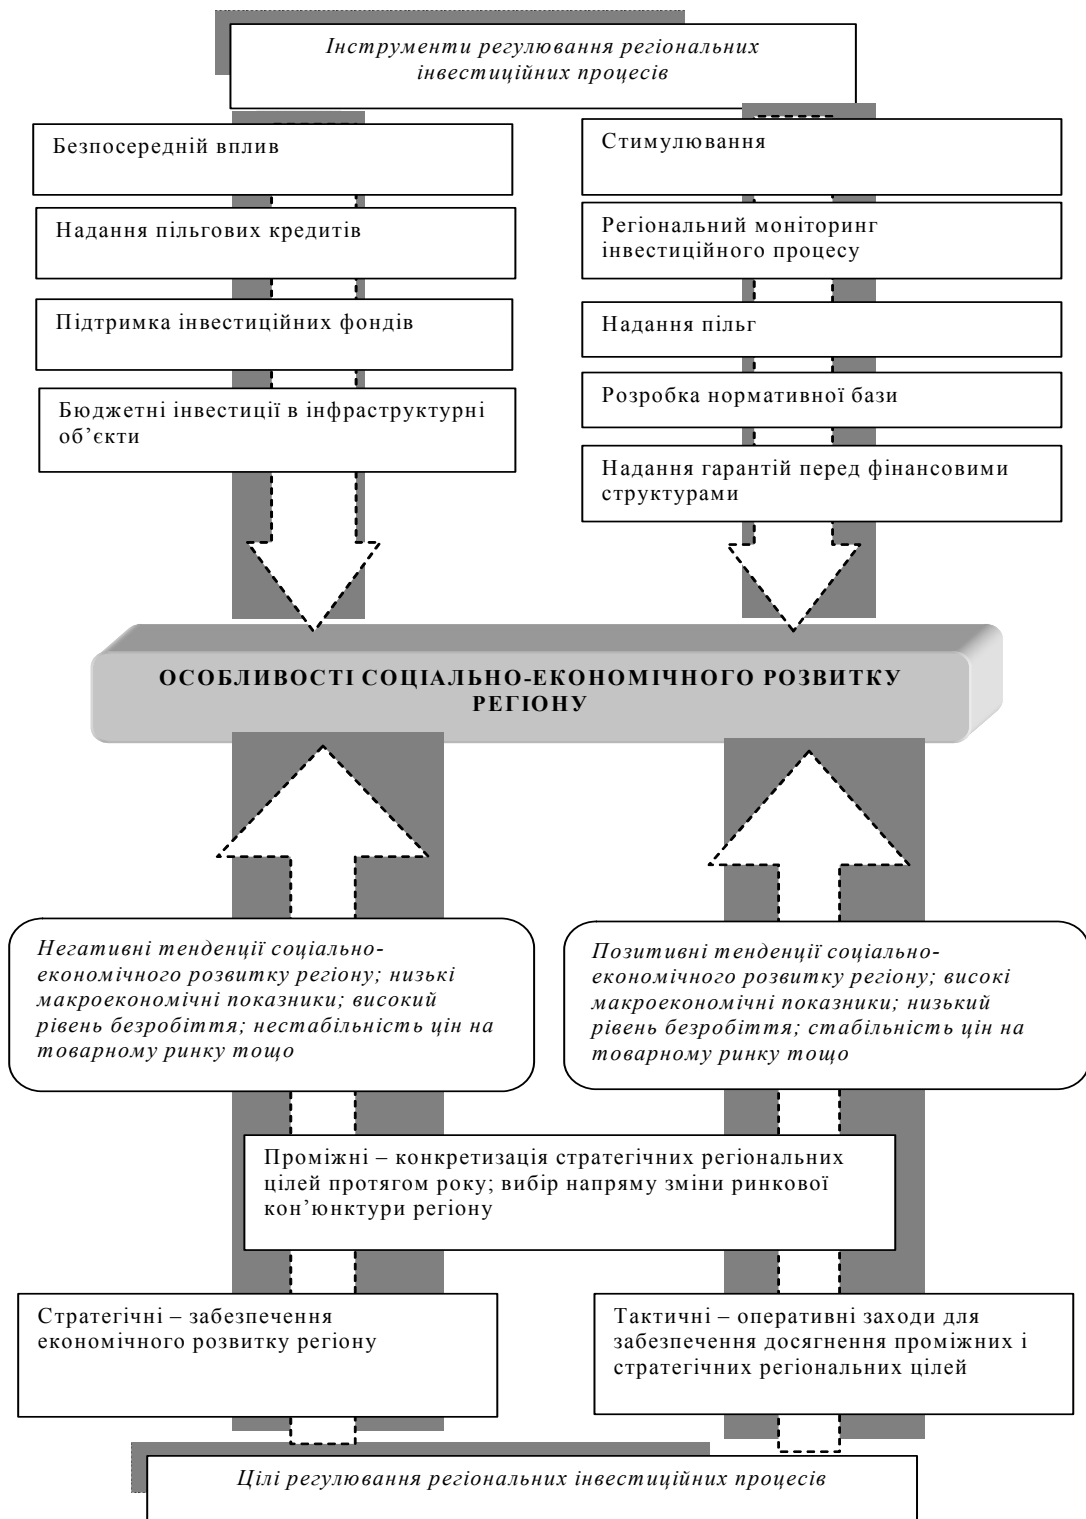 Інструменти регулювання регіональних
інвестиційних процесів
Безпосередній вплив
Надання пільгових кредитів
Підтримка інвестиційних фондів
Бюджетні інвестиції в інфраструктурні
об’єкти
Стимулювання
Регіональний моніторинг
інвестиційного процесу
Надання пільг
Розробка нормативної бази
Надання гарантій перед фінансовими
структурами
ОСОБЛИВОСТІ СОЦІАЛЬНО-ЕКОНОМІЧНОГО РОЗВИТКУ
РЕГІОНУ
Негативні тенденції соціально-
економічного розвитку регіону; низькі
макроекономічні показники; високий
рівень безробіття; нестабільність цін на
товарному ринку тощо
Позитивні тенденції соціально-
економічного розвитку регіону; високі
макроекономічні показники; низький
рівень безробіття; стабільність цін на
товарному ринку тощо
Проміжні – конкретизація стратегічних регіональних
цілей протягом року; вибір напряму зміни ринкової
кон’юнктури регіону
Стратегічні – забезпечення
економічного розвитку регіону
Тактичні – оперативні заходи для
забезпечення досягнення проміжних і
стратегічних регіональних цілей
Цілі регулювання регіональних інвестиційних процесів